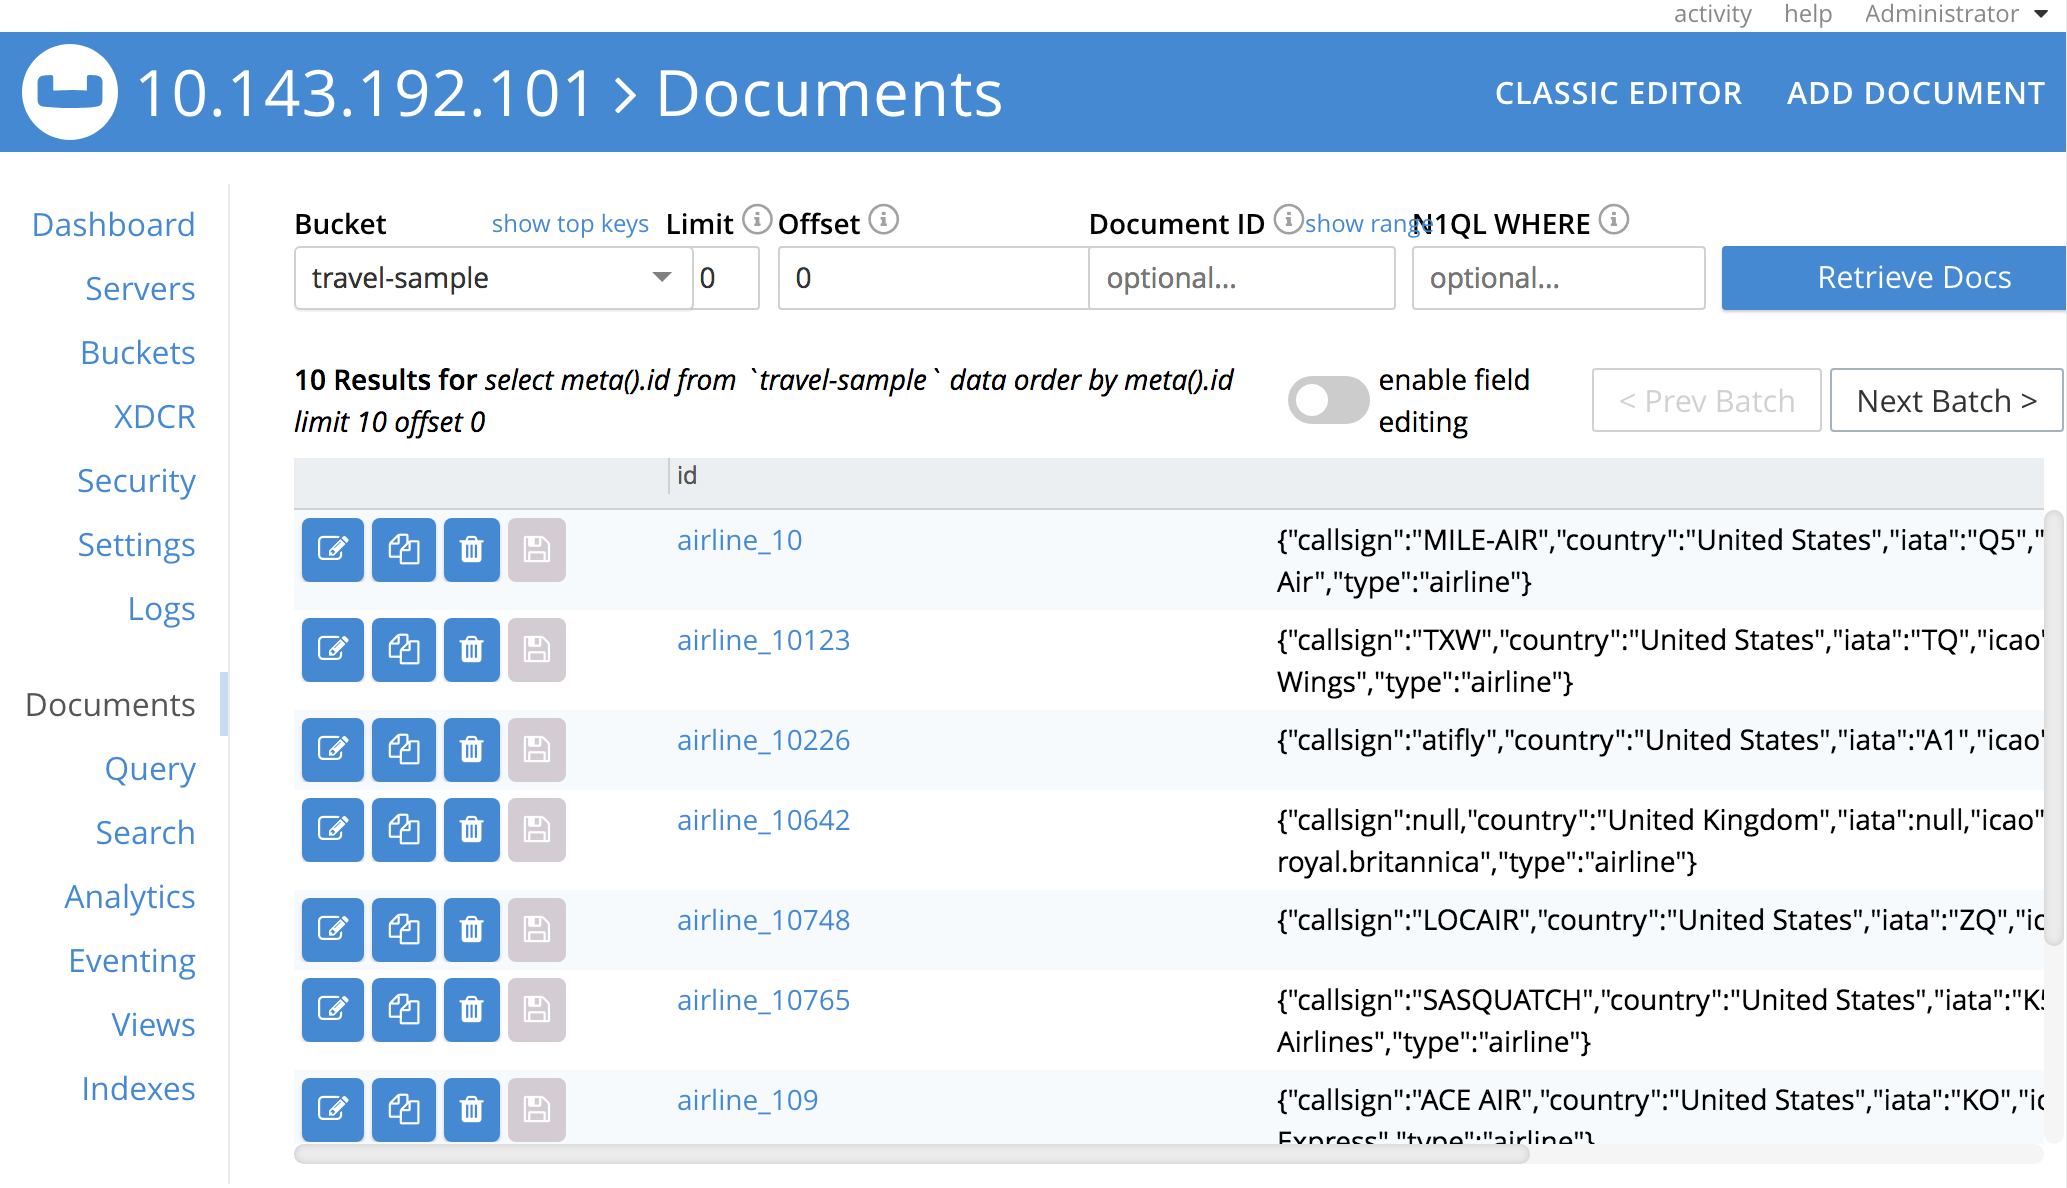 activity help Administrator
10.143.192.101 > Documents
CLASSIC EDITOR ADD DOCUMENT
Dashboard
Servers
Buckets
XDCR
Security
Settings
Logs
Documents
Query
Search
Analytics
Eventing
Views
Indexes
Bucket show top keys Limit Offset Document ID show range N1QL WHERE
travel-sample 0 0 optional... optional... Retrieve Docs
10 Results for select meta().id from `travel-sample` data order by meta().id
limit 10 offset 0
enable field
editing
< Prev Batch Next Batch >
id
airline_10 {"callsign":"MILE-AIR","country":"United States","iata":"Q5","
Air","type":"airline"}
airline_10123 {"callsign":"TXW","country":"United States","iata":"TQ","icao"
Wings","type":"airline"}
airline_10226 {"callsign":"atifly","country":"United States","iata":"A1","icao"
airline_10642 {"callsign":null,"country":"United Kingdom","iata":null,"icao"
royal.britannica","type":"airline"}
airline_10748 {"callsign":"LOCAIR","country":"United States","iata":"ZQ","ic
airline_10765 {"callsign":"SASQUATCH","country":"United States","iata":"K5
Airlines","type":"airline"}
airline_109 {"callsign":"ACE AIR","country":"United States","iata":"KO","ic
Express","type":"airline"}